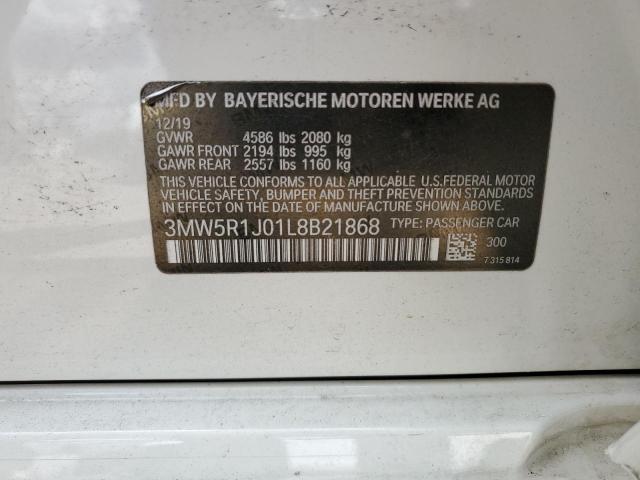 MFD BY BAYERISCHE MOTOREN WERKE AG
12/19
GVWR 4586 lbs 2080 kg
GAWR FRONT 2194 lbs 995 kg
GAWR REAR 2557 lbs 1160 kg
THIS VEHICLE CONFORMS TO ALL APPLICABLE U.S.FEDERAL MOTOR
VEHICLE SAFETY, BUMPER AND THEFT PREVENTION STANDARDS
IN EFFECT ON THE DATE OF MANUFACTURE SHOWN ABOVE.
3MW5R1J01L8B21868 TYPE: PASSENGER CAR
300
7 315 814